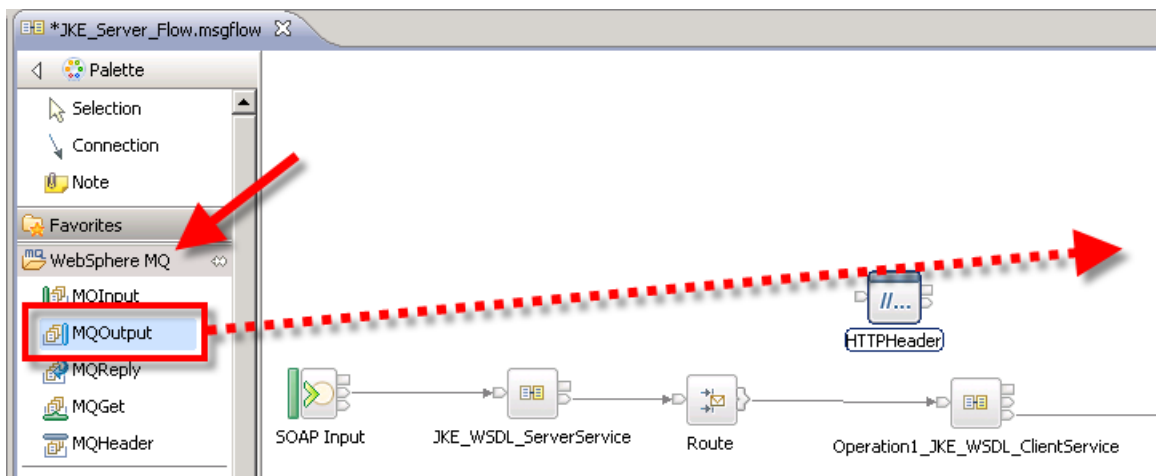 *JKE_Server_Flow.msgflow
Palette
Selection
Connection
Note
Favorites
WebSphere MQ
MQInput
MQOutput
MQReply
MQGet
MQHeader
//...
HTTPHeader
SOAP Input
JKE_WSDL_ServerService
Route
Operation1_JKE_WSDL_ClientService